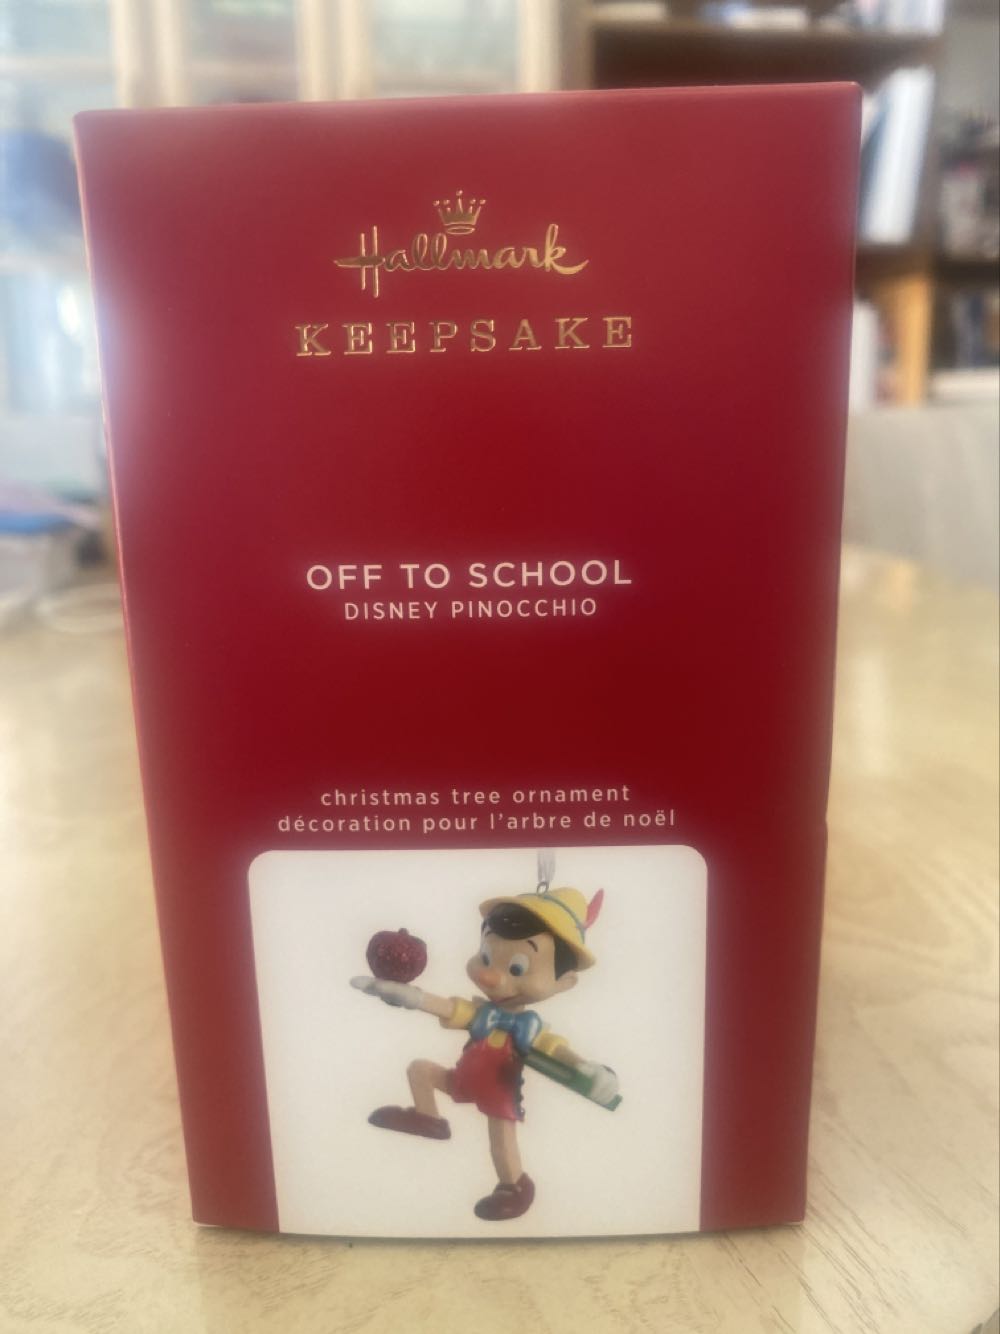 Hallmark
KEEPSAKE
OFF TO SCHOOL
DISNEY PINOCCHIO
christmas tree ornament
décoration pour l'arbre de noël